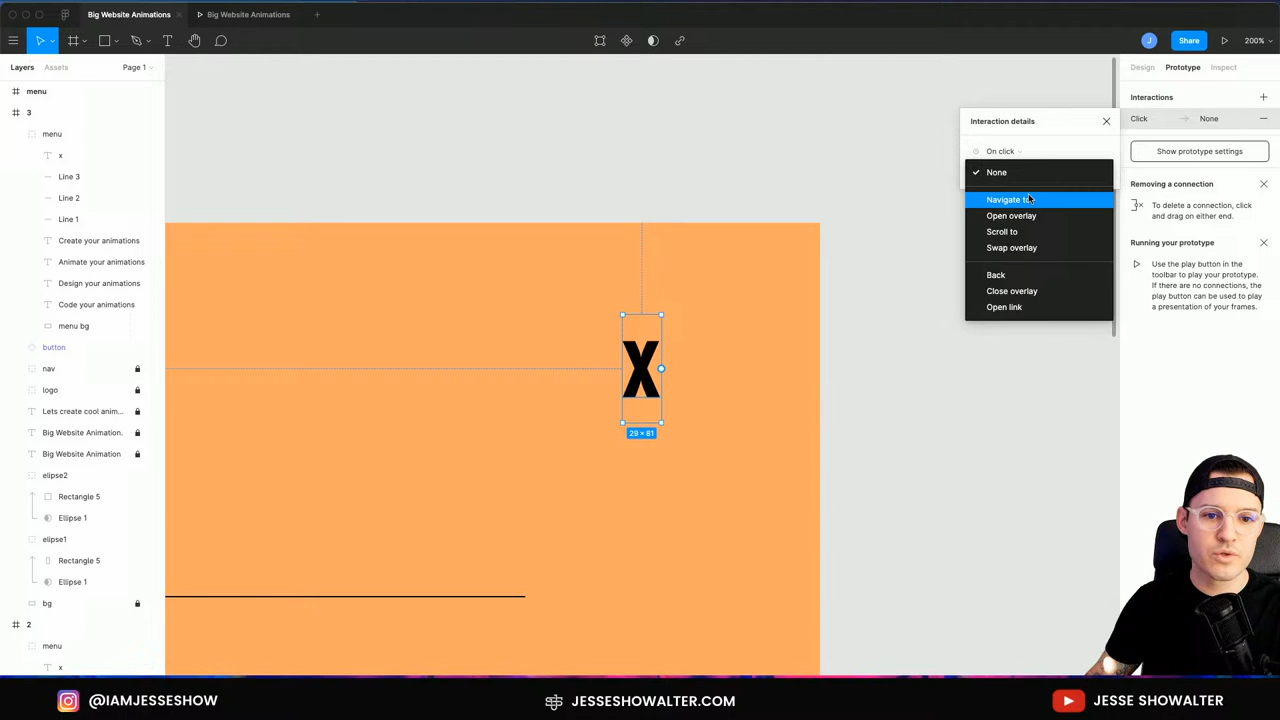 Big Website Animations
Big Website Animations
J
Share
200%
Layers
Assets
Page 1
Design
Prototype
Inspect
menu
3
menu
x
Line 3
Line 2
Line 1
Create your animations
Animate your animations
Design your animations
Code your animations
menu bg
button
nav
logo
Lets create cool anim...
Big Website Animation.
Big Website Animation
elipse2
Rectangle 5
Ellipse 1
elipse1
Rectangle 5
Ellipse 1
bg
2
menu
x
X
29 × 81
Interaction details
On click
None
Navigate to
Open overlay
Scroll to
Swap overlay
Back
Close overlay
Open link
Interactions
Click
None
Show prototype settings
Removing a connection
To delete a connection, click
and drag on either end.
Running your prototype
Use the play button in the
toolbar to play your prototype.
If there are no connections, the
play button can be used to play
a presentation of your frames.
@IAMJESSESHOW
JESSESHOWALTER.COM
JESSE SHOWALTER